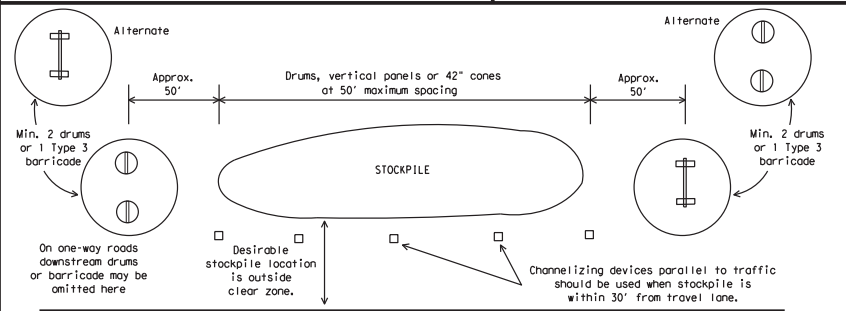 Alternate
Alternate
Approx.
50'
Drums, vertical panels or 42" cones
at 50' maximum spacing
Approx.
50'
Min. 2 drums
or 1 Type 3
barricade
STOCKPILE
Min. 2 drums
or 1 Type 3
barricade
On one-way roads
downstream drums
or barricade may be
omitted here
Desirable
stockpile location
is outside
clear zone.
Channelizing devices parallel to traffic
should be used when stockpile is
within 30' from travel lane.